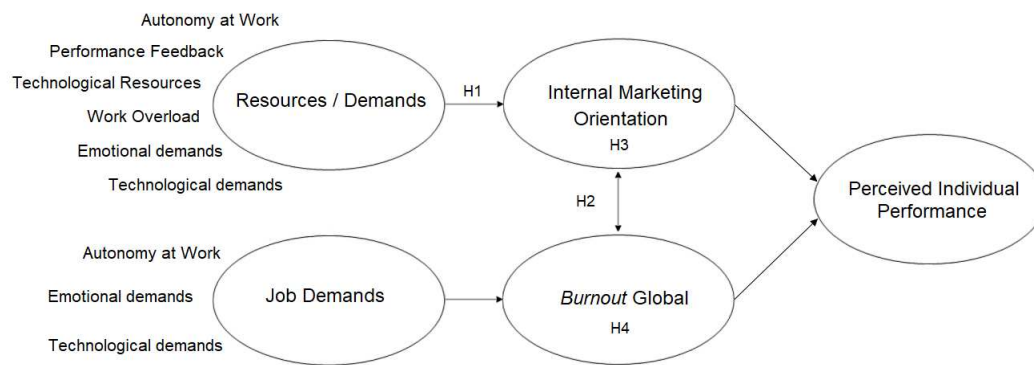 Autonomy at Work
Performance Feedback
Technological Resources
Work Overload
Emotional demands
Technological demands
Resources / Demands
H1
Internal Marketing
Orientation
H3
H2
Perceived Individual
Performance
Autonomy at Work
Emotional demands
Technological demands
Job Demands
Burnout Global
H4